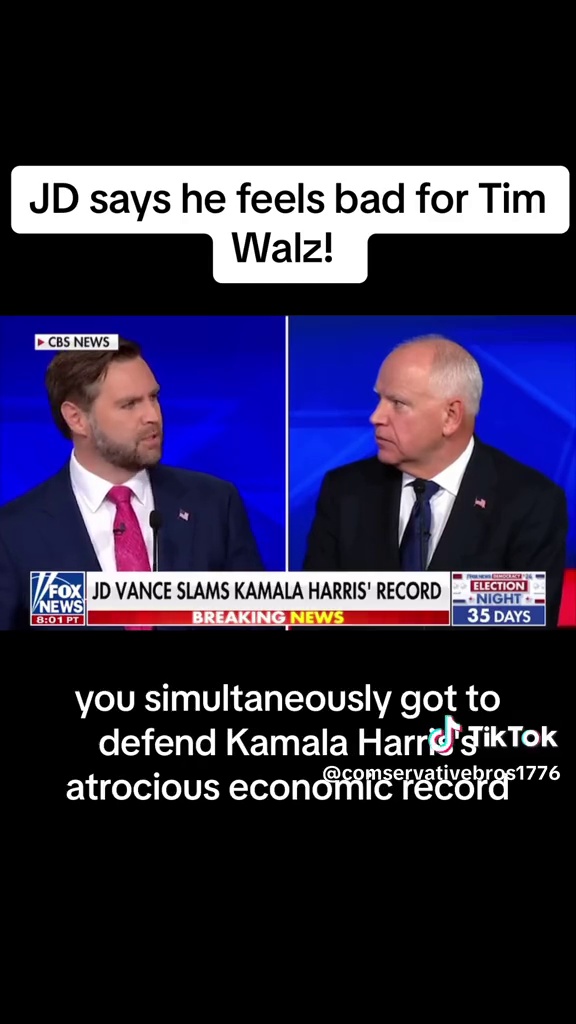 JD says he feels bad for Tim
Walz!
CBS NEWS
FOX
NEWS
8:01 PT
JD VANCE SLAMS KAMALA HARRIS' RECORD
BREAKING NEWS
ELECTION
NIGHT
35 DAYS
you simultaneously got to
defend Kamala Harris's
atrocious economic record
TikTok
@comservativebros1776